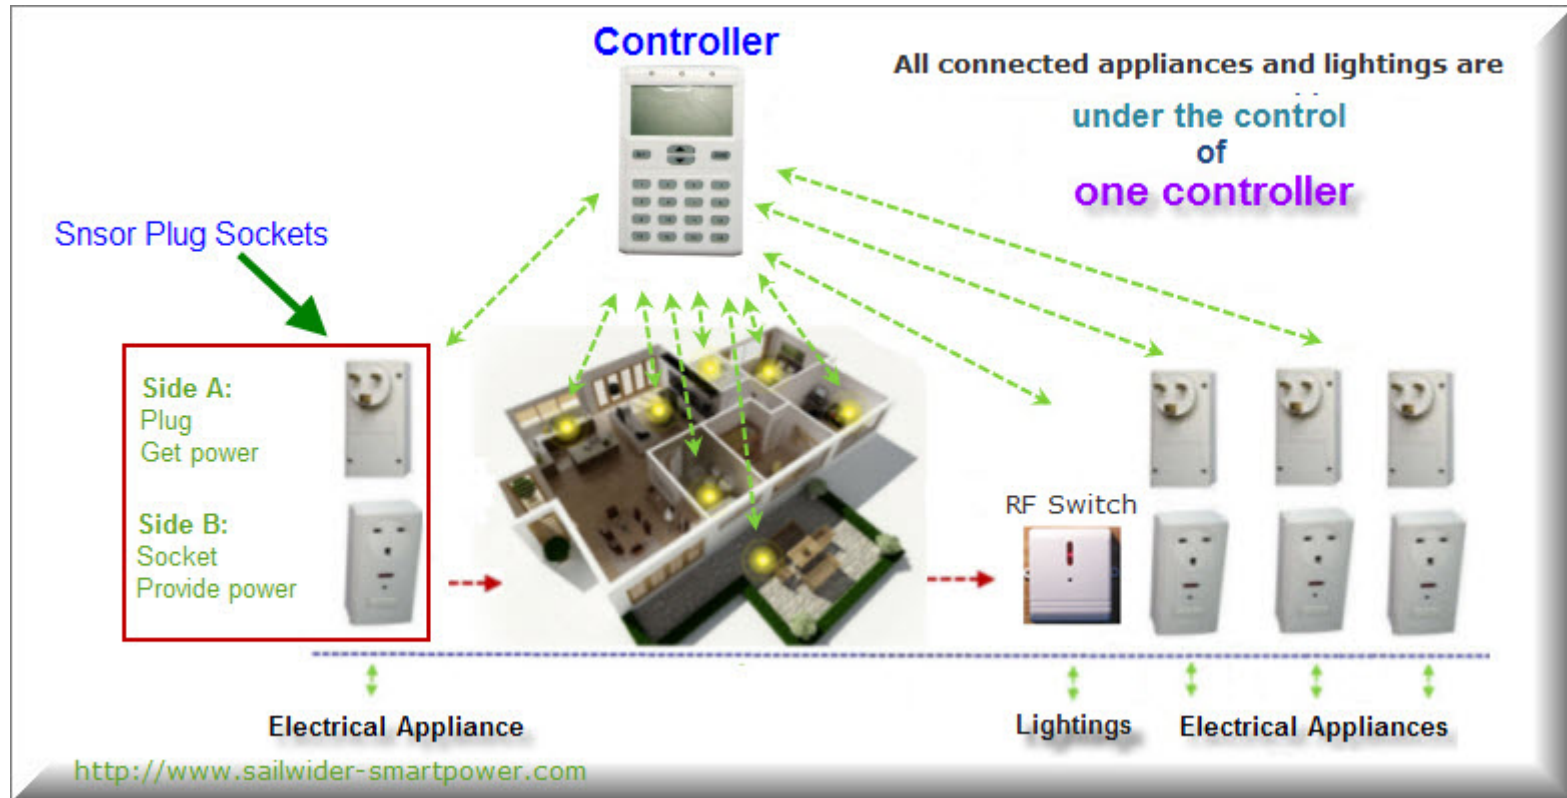 Controller
All connected appliances and lightings are
under the control
of
one controller
Snsor Plug Sockets
Side A:
Plug
Get power
Side B:
Socket
Provide power
RF Switch
Electrical Appliance
Lightings
Electrical Appliances
http://www.sailwider-smartpower.com